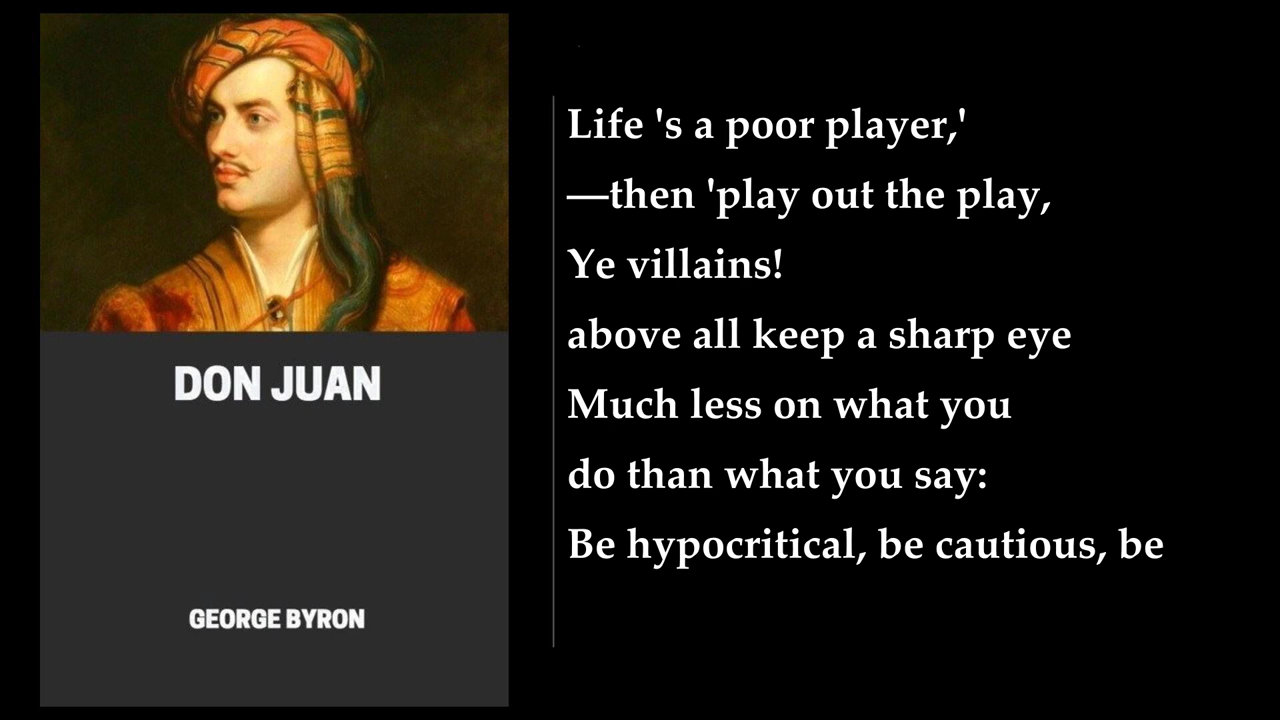 DON JUAN
GEORGE BYRON
Life 's a poor player,'
—then 'play out the play,
Ye villains!
above all keep a sharp eye
Much less on what you
do than what you say:
Be hypocritical, be cautious, be